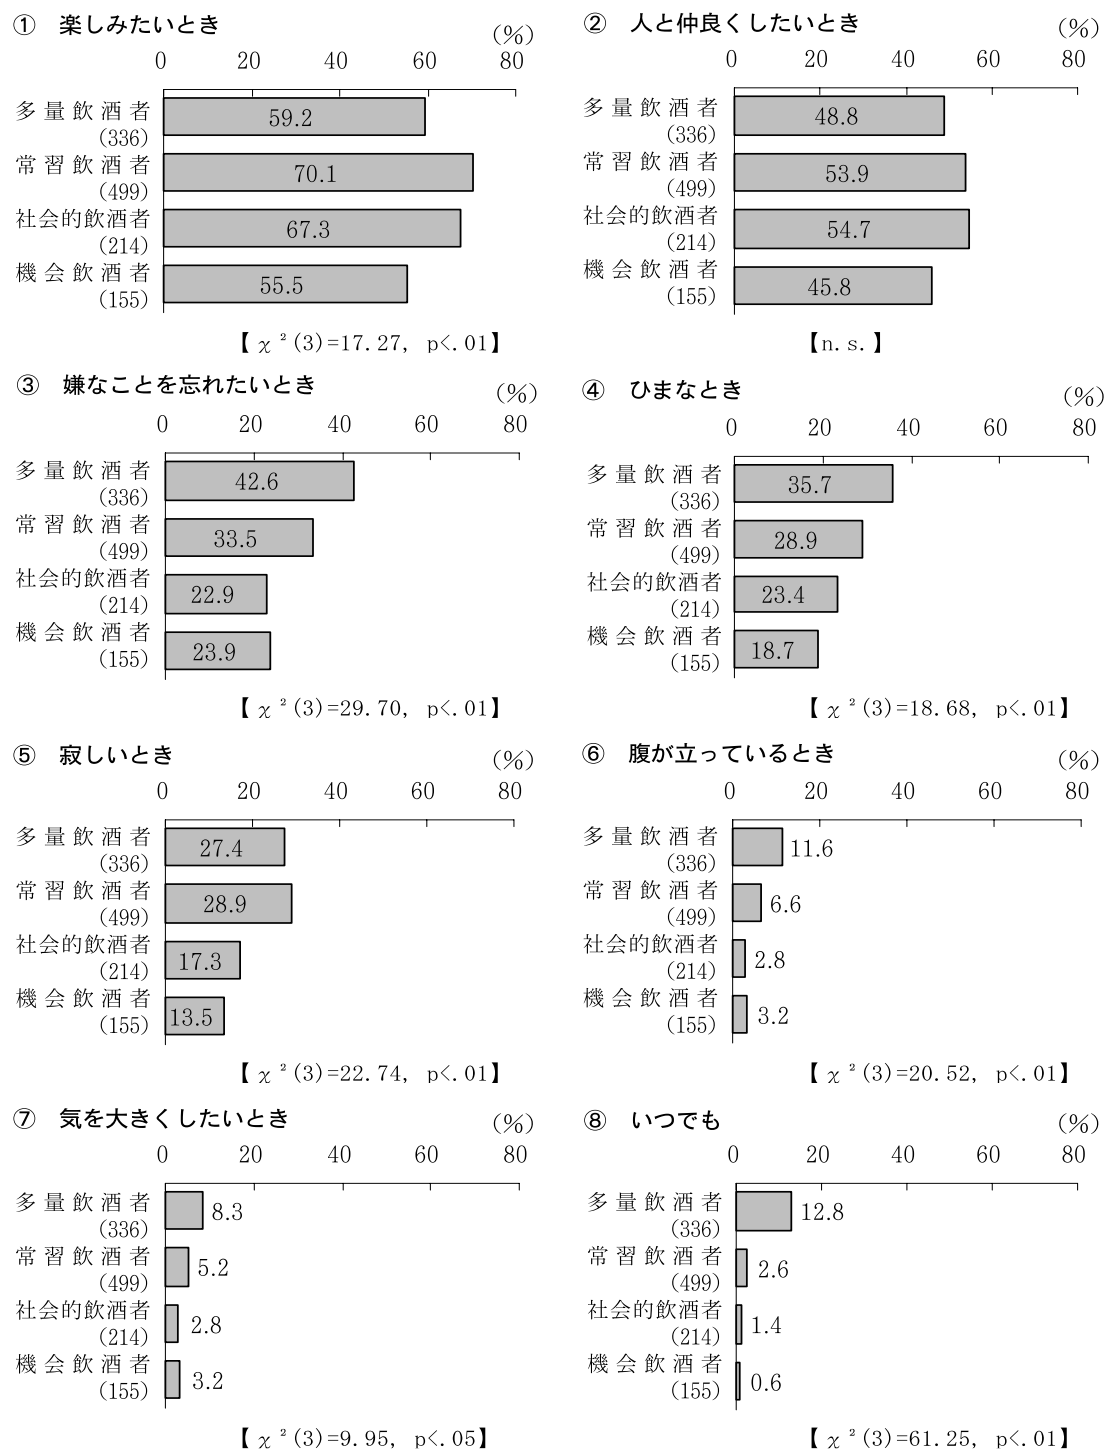 ① 楽しみたいとき
(%)
0 20 40 60 80
多量飲酒者
(336)
59.2
常習飲酒者
(499)
70.1
社会的飲酒者
(214)
67.3
機会飲酒者
(155)
55.5
【χ²(3)=17.27, p<.01】
② 人と仲良くしたいとき
(%)
0 20 40 60 80
多量飲酒者
(336)
48.8
常習飲酒者
(499)
53.9
社会的飲酒者
(214)
54.7
機会飲酒者
(155)
45.8
【n.s.】
③ 嫌なことを忘れたいとき
(%)
0 20 40 60 80
多量飲酒者
(336)
42.6
常習飲酒者
(499)
33.5
社会的飲酒者
(214)
22.9
機会飲酒者
(155)
23.9
【χ²(3)=29.70, p<.01】
④ ひまなとき
(%)
0 20 40 60 80
多量飲酒者
(336)
35.7
常習飲酒者
(499)
28.9
社会的飲酒者
(214)
23.4
機会飲酒者
(155)
18.7
【χ²(3)=18.68, p<.01】
⑤ 寂しいとき
(%)
0 20 40 60 80
多量飲酒者
(336)
27.4
常習飲酒者
(499)
28.9
社会的飲酒者
(214)
17.3
機会飲酒者
(155)
13.5
【χ²(3)=22.74, p<.01】
⑥ 腹が立っているとき
(%)
0 20 40 60 80
多量飲酒者
(336)
11.6
常習飲酒者
(499)
6.6
社会的飲酒者
(214)
2.8
機会飲酒者
(155)
3.2
【χ²(3)=20.52, p<.01】
⑦ 気を大きくしたいとき
(%)
0 20 40 60 80
多量飲酒者
(336)
8.3
常習飲酒者
(499)
5.2
社会的飲酒者
(214)
2.8
機会飲酒者
(155)
3.2
【χ²(3)=9.95, p<.05】
⑧ いつでも
(%)
0 20 40 60 80
多量飲酒者
(336)
12.8
常習飲酒者
(499)
2.6
社会的飲酒者
(214)
1.4
機会飲酒者
(155)
0.6
【χ²(3)=61.25, p<.01】